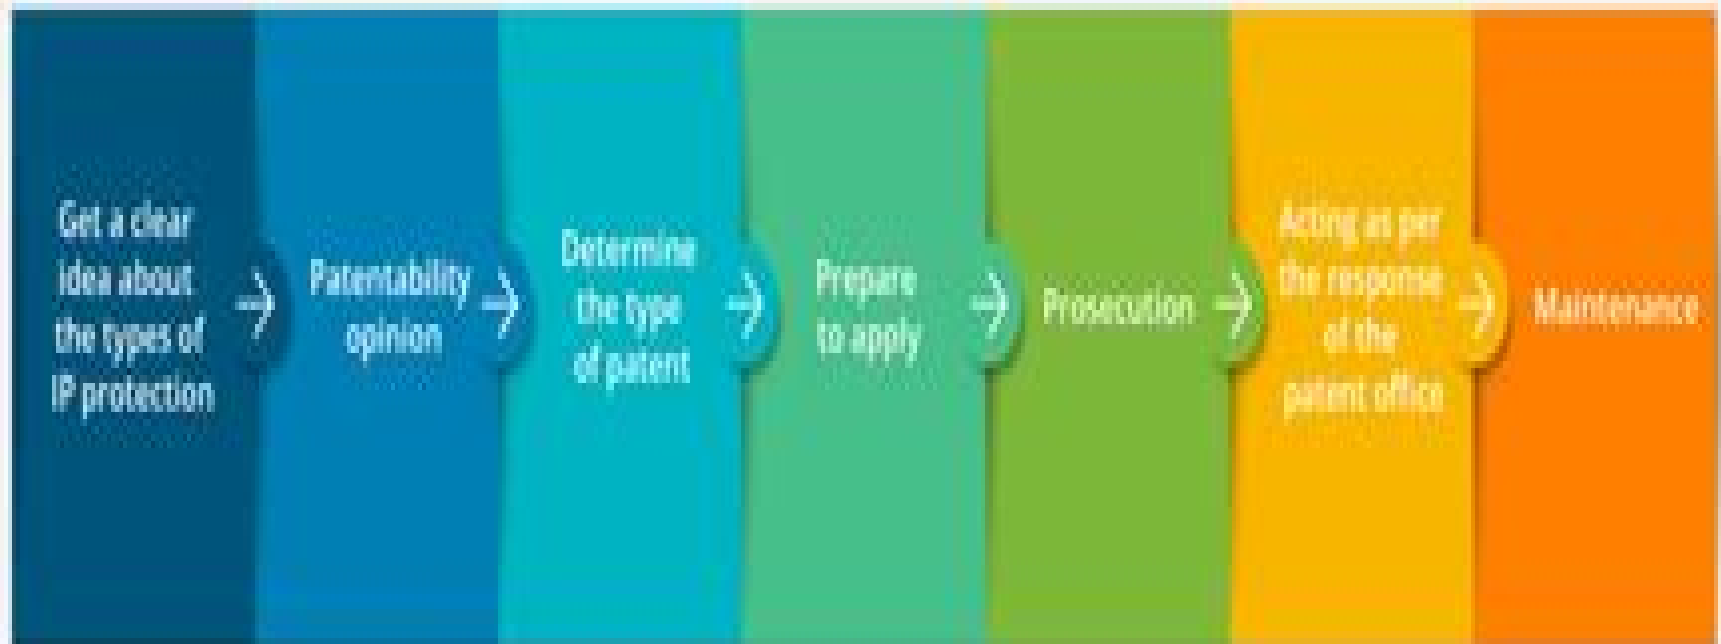 Get a clear
idea about
the types of
IP protection
Patentability
opinion
Determine
the type
of patent
Prepare
to apply
Prosecution
Acting as per
the response
of the
patent office
Maintenance